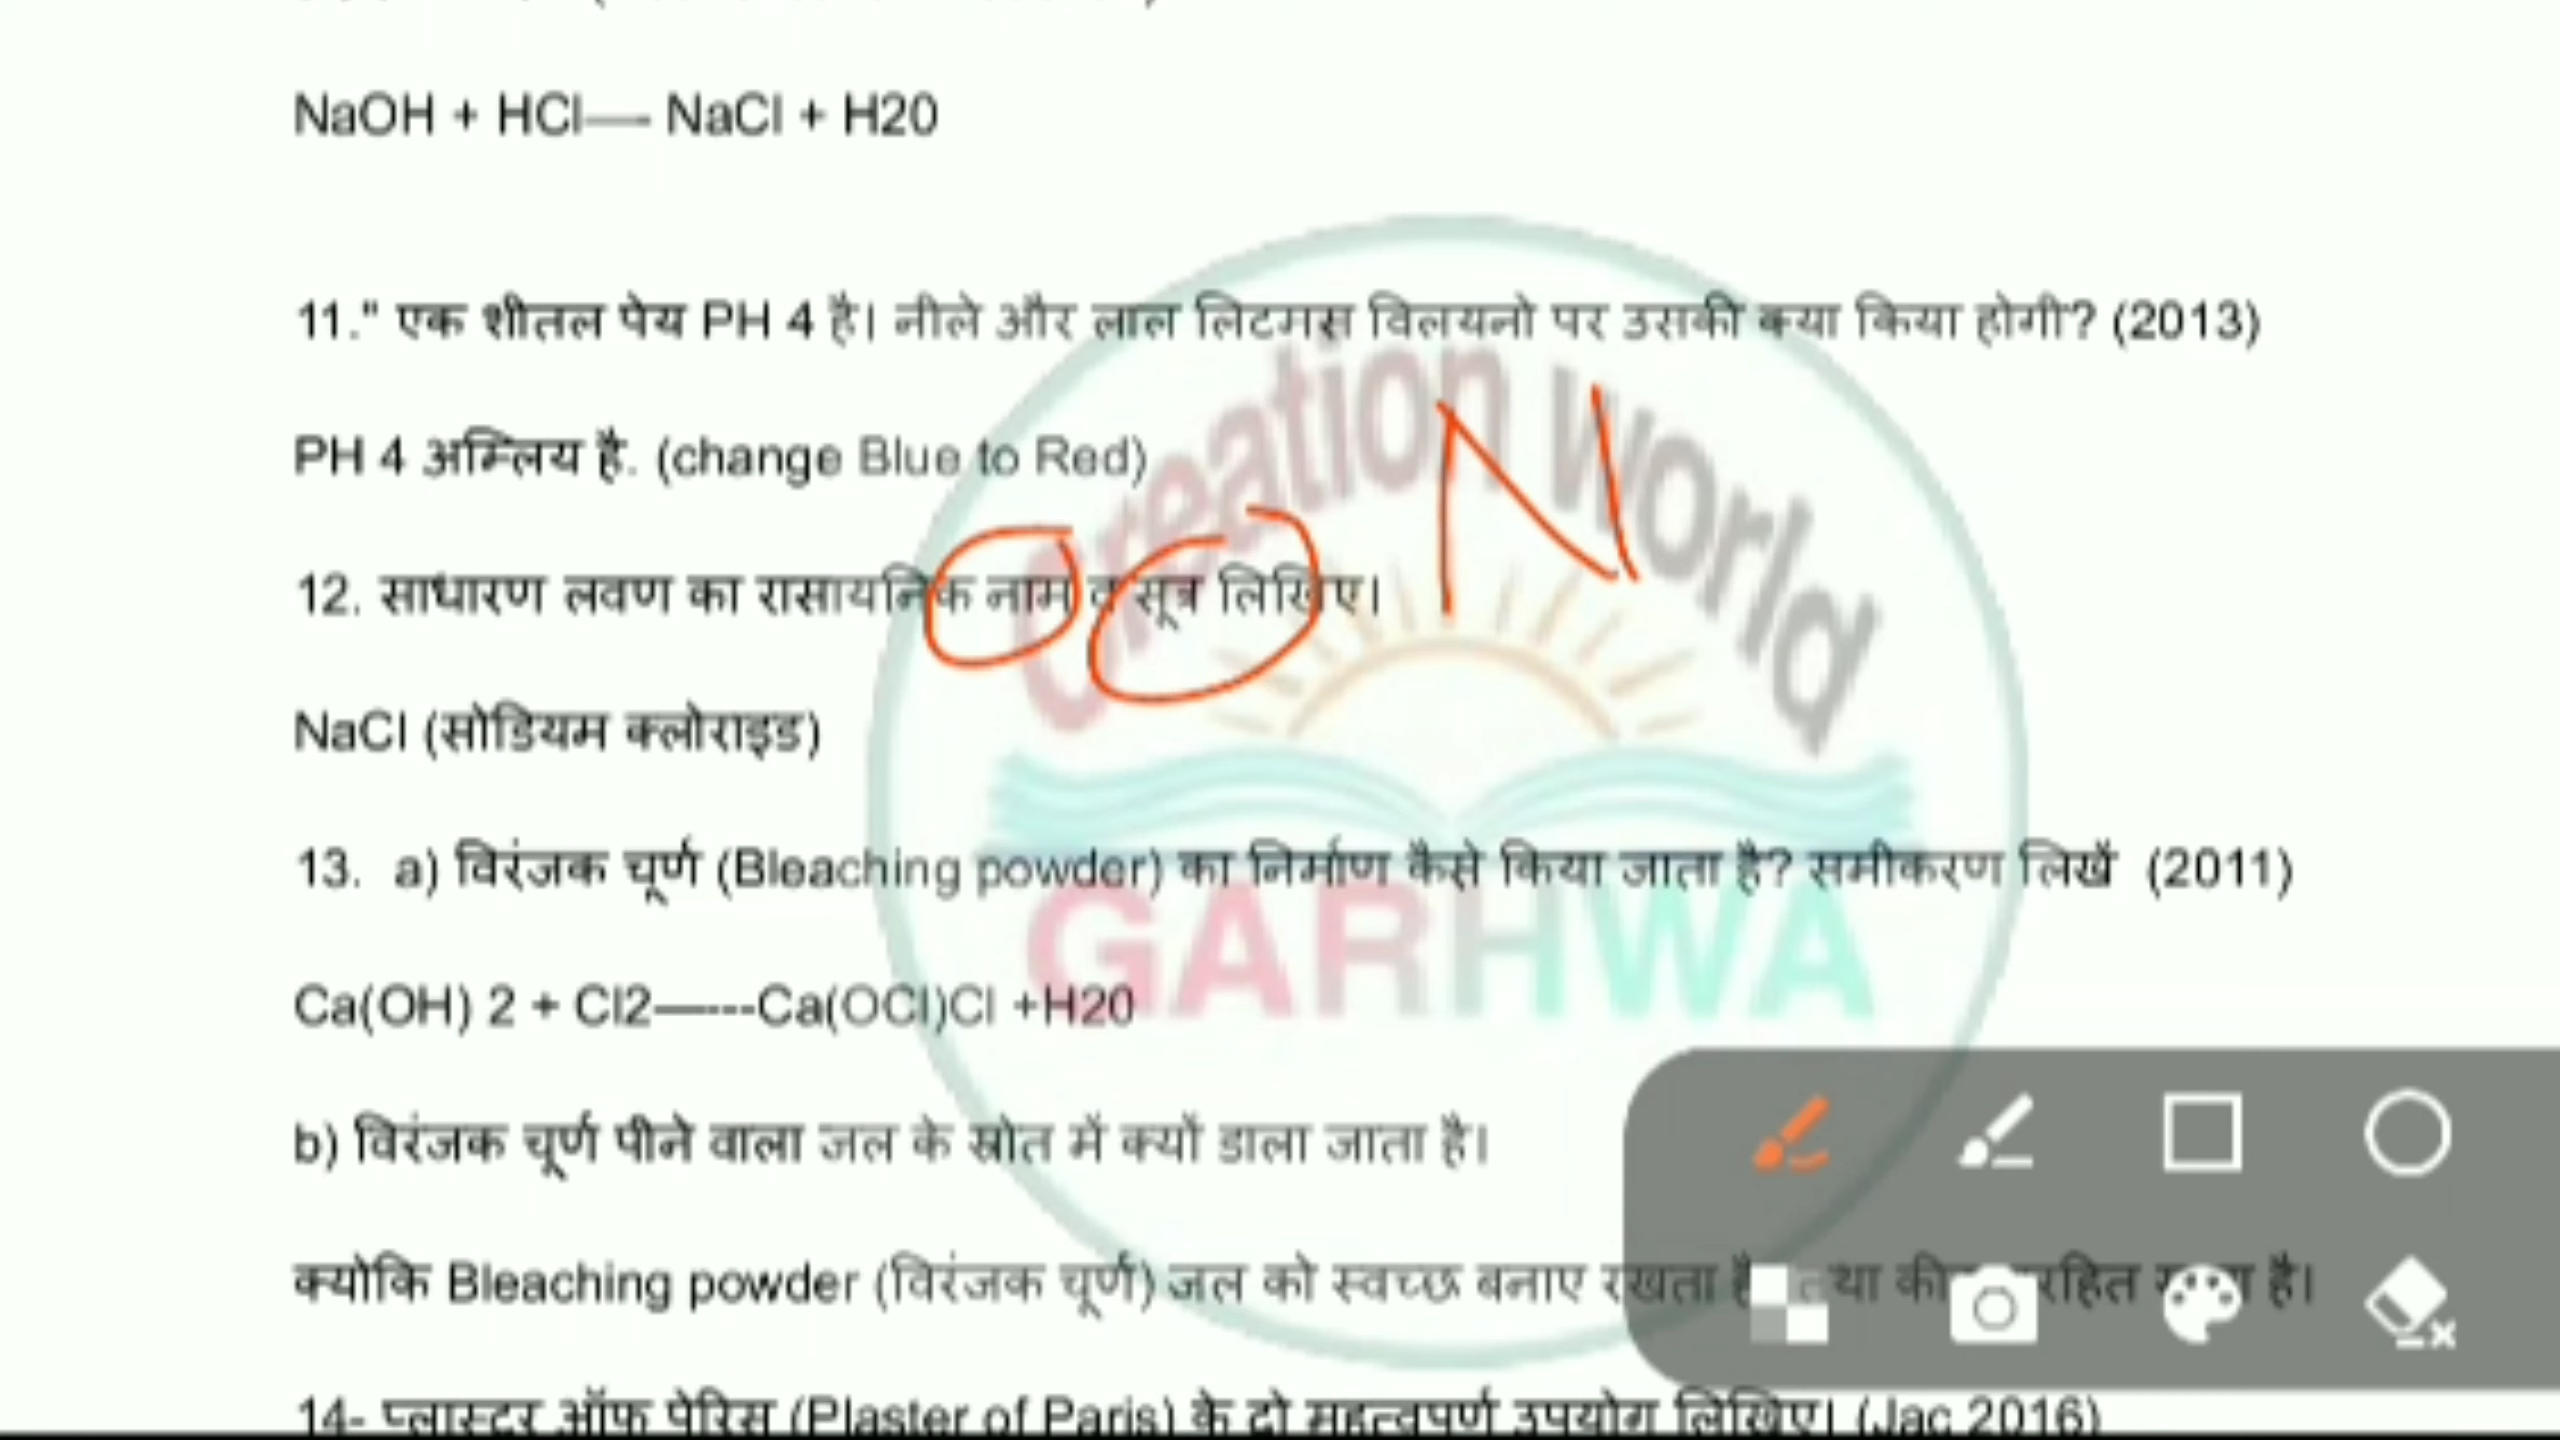 NaOH + HCl—- NaCl + H20
11." एक शीतल पेय PH 4 है। नीले और लाल लिटमस विलयनो पर उसकी क्या किया होगी? (2013)
PH 4 अम्लिय है. (change Blue to Red)
N
12. साधारण लवण का रासायनिक नाम व सूत्र लिखिए।
NaCl (सोडियम क्लोराइड)
13. a) विरंजक चूर्ण (Bleaching powder) का निर्माण कैसे किया जाता है? समीकरण लिखें (2011)
Ca(OH) 2 + Cl2—---Ca(OCl)Cl +H20
b) विरंजक चूर्ण पीने वाला जल के स्रोत में क्यों डाला जाता है।
क्योकि Bleaching powder (विरंजक चूर्ण) जल को स्वच्छ बनाए रखता है तथा रहित है।
14- प्लास्टर ऑफ पेरिस (Plaster of Paris) के दो महत्वपूर्ण उपयोग लिखिए। (Jac 2016)
Creation World
GARHWA